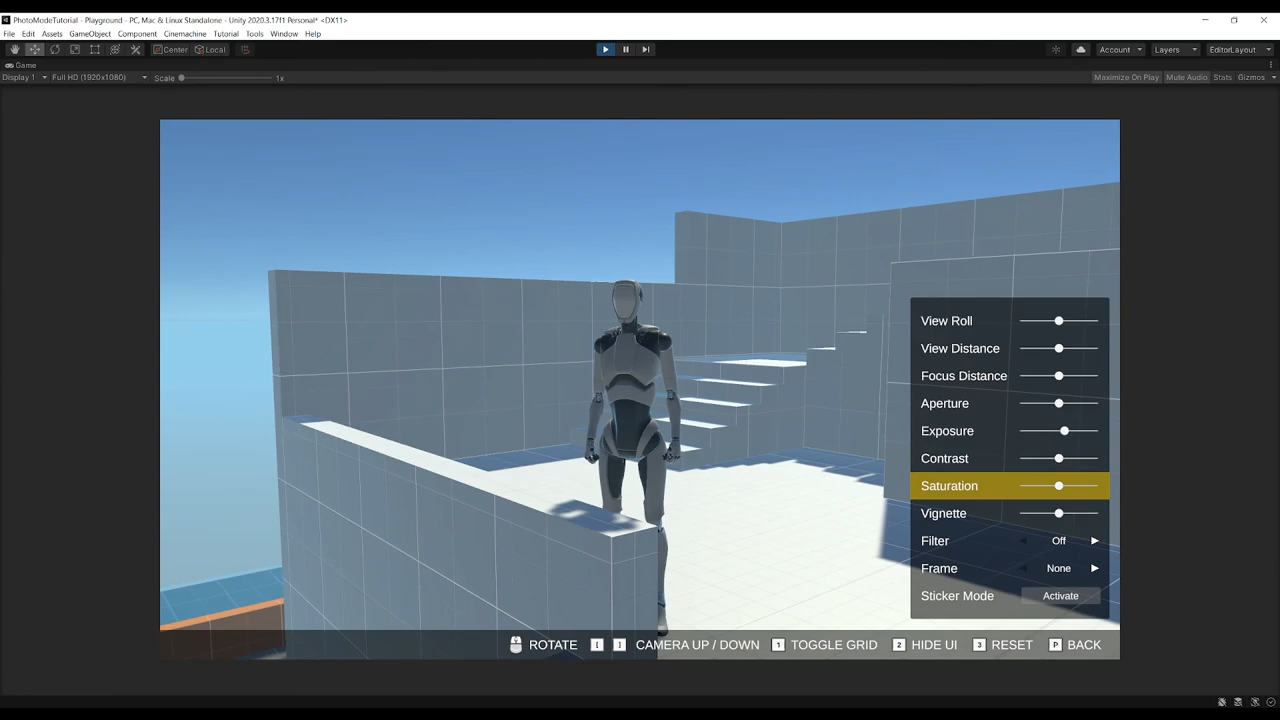 PhotoModeTutorial - Playground - PC, Mac & Linux Standalone - Unity 2020.3.17f1 Personal* <DX11>
File Edit Assets GameObject Component Cinemachine Tutorial Tools Window Help
Center Local Account Layers EditorLayout
Game
Display 1 Full HD (1920x1080) Scale 1x Maximize On Play Mute Audio Stats Gizmos
View Roll
View Distance
Focus Distance
Aperture
Exposure
Contrast
Saturation
Vignette
Filter Off
Frame None
Sticker Mode Activate
ROTATE [ ] CAMERA UP / DOWN 1 TOGGLE GRID 2 HIDE UI 3 RESET P BACK